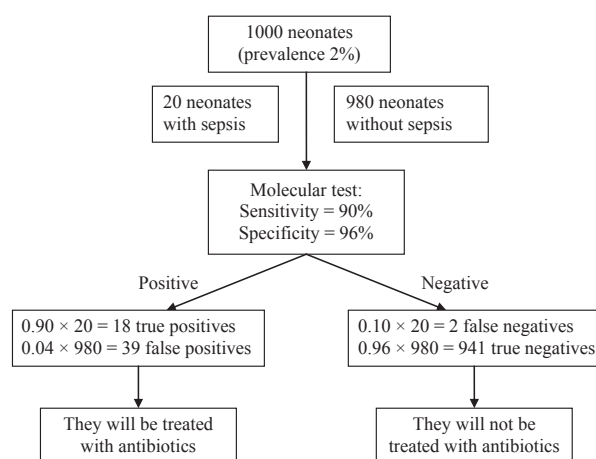 1000 neonates
(prevalence 2%)
20 neonates
with sepsis
980 neonates
without sepsis
Molecular test:
Sensitivity = 90%
Specificity = 96%
Positive
Negative
0.90 × 20 = 18 true positives
0.04 × 980 = 39 false positives
0.10 × 20 = 2 false negatives
0.96 × 980 = 941 true negatives
They will be treated
with antibiotics
They will not be
treated with antibiotics